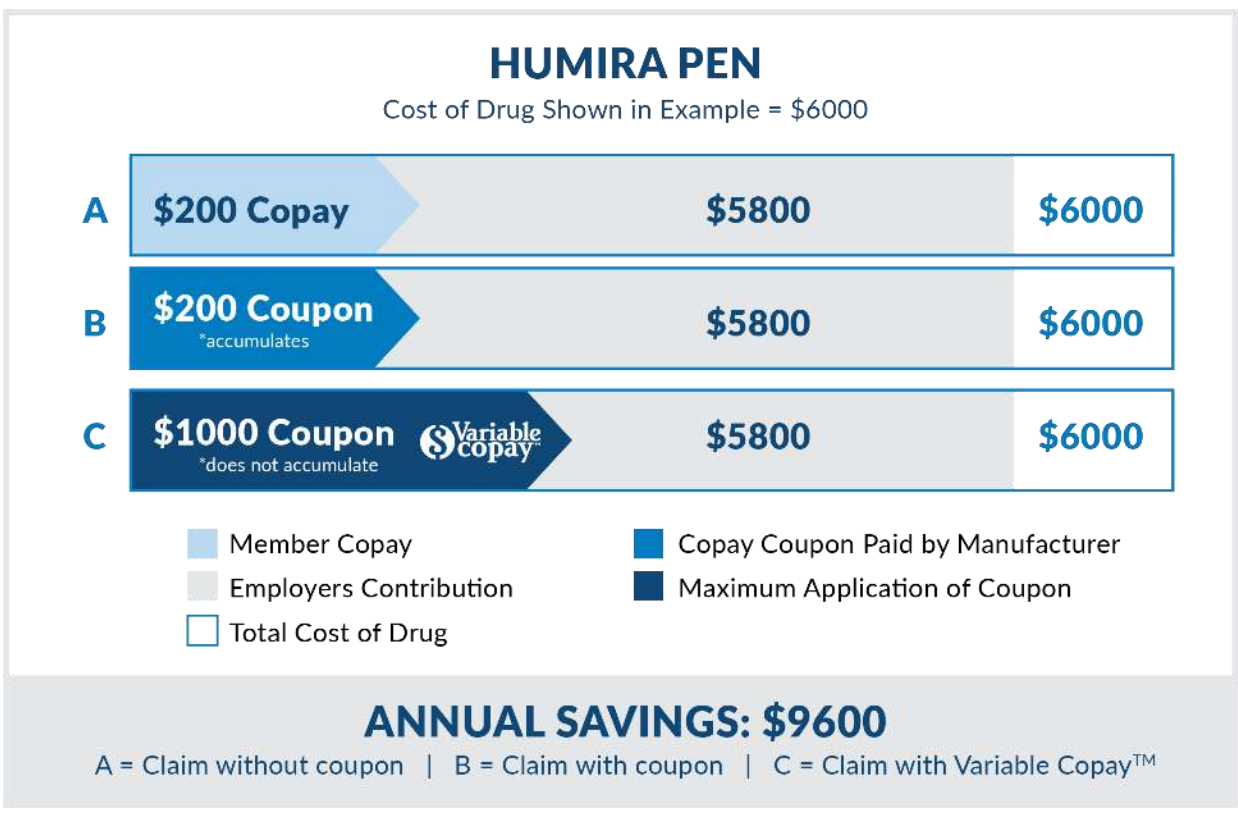 HUMIRA PEN
Cost of Drug Shown in Example = $6000
A $200 Copay $5800 $6000
B $200 Coupon $5800 $6000
*accumulates
C $1000 Coupon Variable copay™ $5800 $6000
*does not accumulate
Member Copay
Copay Coupon Paid by Manufacturer
Employers Contribution
Maximum Application of Coupon
Total Cost of Drug
ANNUAL SAVINGS: $9600
A = Claim without coupon | B = Claim with coupon | C = Claim with Variable Copay™